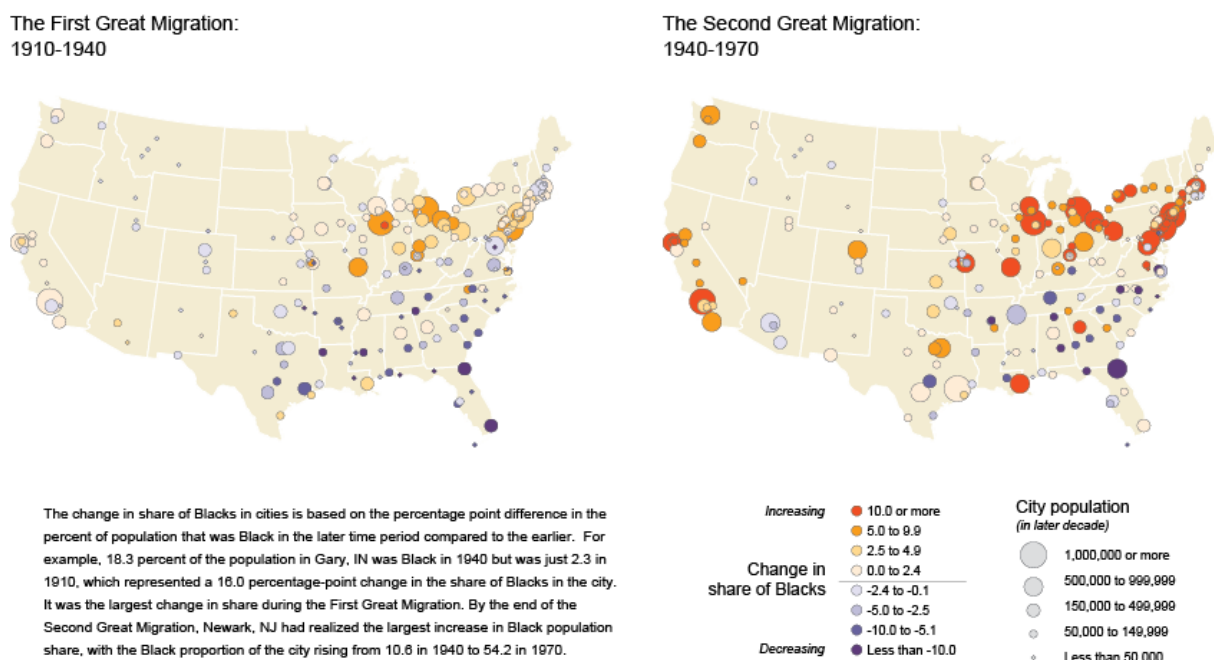 The First Great Migration:
1910-1940
The Second Great Migration:
1940-1970
The change in share of Blacks in cities is based on the percentage point difference in the
percent of population that was Black in the later time period compared to the earlier. For
example, 18.3 percent of the population in Gary, IN was Black in 1940 but was just 2.3 in
1910, which represented a 16.0 percentage-point change in the share of Blacks in the city.
It was the largest change in share during the First Great Migration. By the end of the
Second Great Migration, Newark, NJ had realized the largest increase in Black population
share, with the Black proportion of the city rising from 10.6 in 1940 to 54.2 in 1970.
Increasing
Change in
share of Blacks
Decreasing
10.0 or more
5.0 to 9.9
2.5 to 4.9
0.0 to 2.4
-2.4 to -0.1
-5.0 to -2.5
-10.0 to -5.1
Less than -10.0
City population
(in later decade)
1,000,000 or more
500,000 to 999,999
150,000 to 499,999
50,000 to 149,999
Less than 50,000